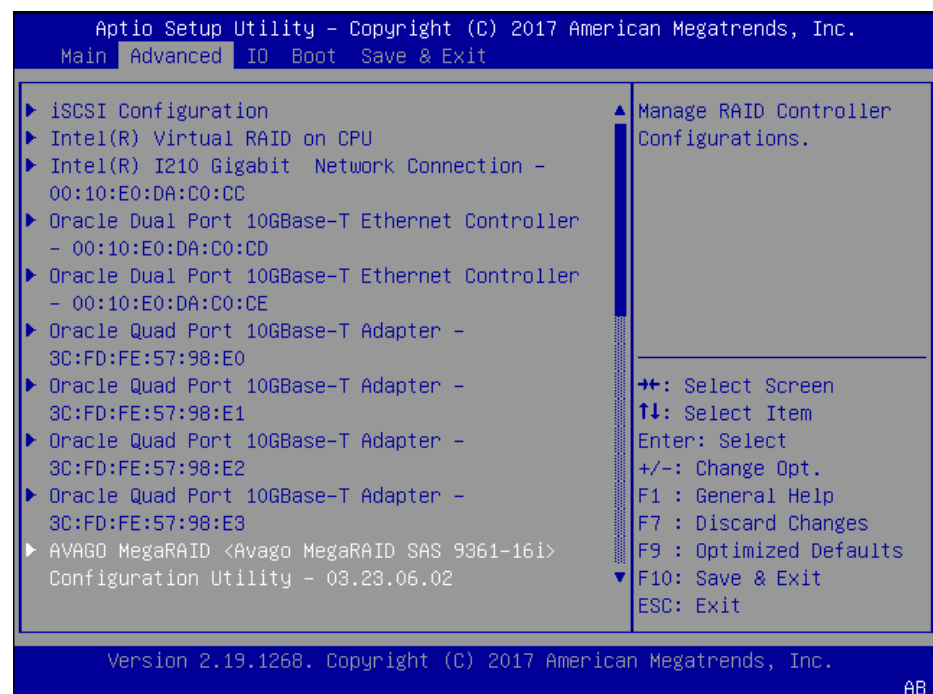 Aptio Setup Utility – Copyright (C) 2017 American Megatrends, Inc.
Main Advanced IO Boot Save & Exit
▶ iSCSI Configuration
▶ Intel(R) Virtual RAID on CPU
▶ Intel(R) I210 Gigabit Network Connection –
00:10:E0:DA:C0:CC
▶ Oracle Dual Port 10GBase-T Ethernet Controller
– 00:10:E0:DA:C0:CD
▶ Oracle Dual Port 10GBase-T Ethernet Controller
– 00:10:E0:DA:C0:CE
▶ Oracle Quad Port 10GBase-T Adapter –
3C:FD:FE:57:98:E0
▶ Oracle Quad Port 10GBase-T Adapter –
3C:FD:FE:57:98:E1
▶ Oracle Quad Port 10GBase-T Adapter –
3C:FD:FE:57:98:E2
▶ Oracle Quad Port 10GBase-T Adapter –
3C:FD:FE:57:98:E3
▶ AVAGO MegaRAID <Avago MegaRAID SAS 9361-16i>
Configuration Utility – 03.23.06.02
Manage RAID Controller
Configurations.
→←: Select Screen
↑↓: Select Item
Enter: Select
+/-: Change Opt.
F1 : General Help
F7 : Discard Changes
F9 : Optimized Defaults
F10: Save & Exit
ESC: Exit
Version 2.19.1268. Copyright (C) 2017 American Megatrends, Inc.
AB